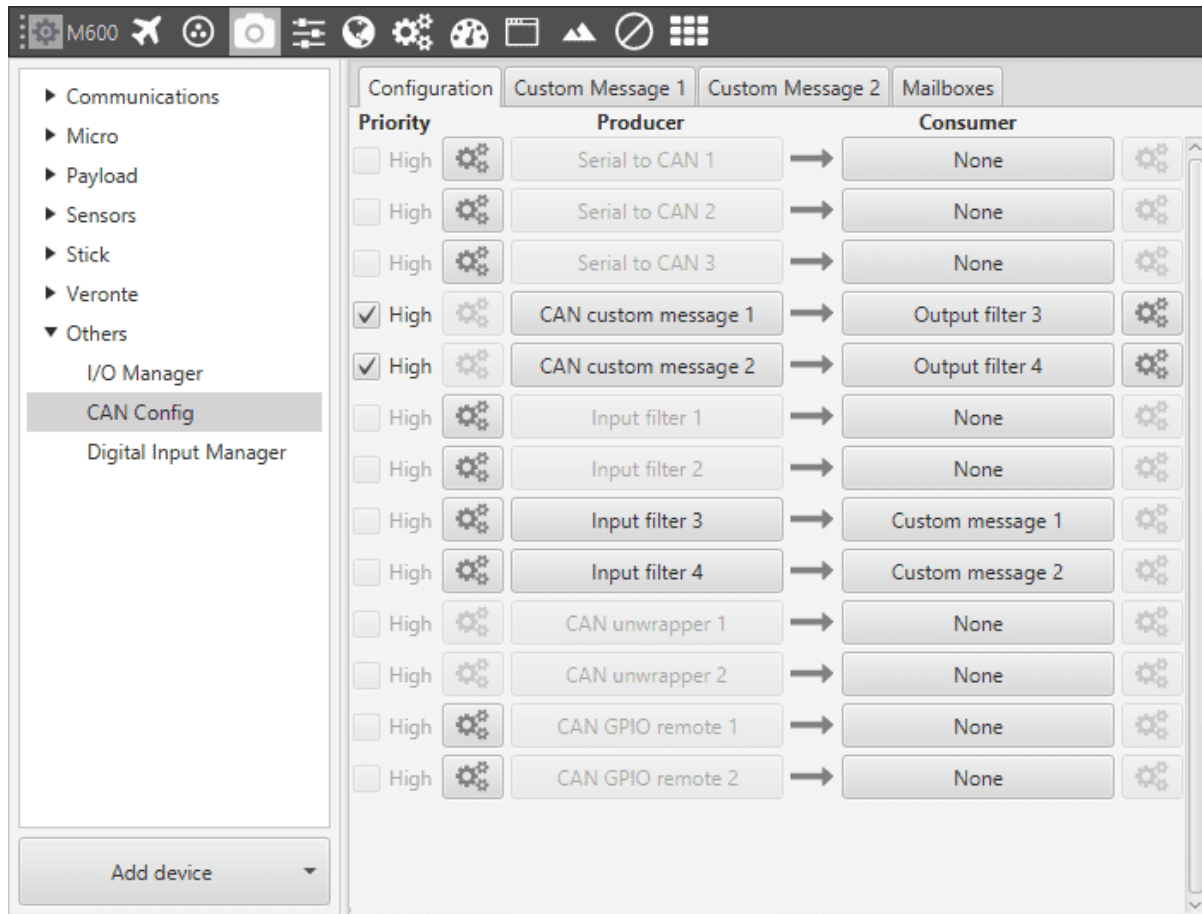 M600
Communications
Micro
Payload
Sensors
Stick
Veronte
Others
I/O Manager
CAN Config
Digital Input Manager
Add device
Configuration Custom Message 1 Custom Message 2 Mailboxes
Priority Producer Consumer
High Serial to CAN 1 None
High Serial to CAN 2 None
High Serial to CAN 3 None
High CAN custom message 1 Output filter 3
High CAN custom message 2 Output filter 4
High Input filter 1 None
High Input filter 2 None
High Input filter 3 Custom message 1
High Input filter 4 Custom message 2
High CAN unwrapper 1 None
High CAN unwrapper 2 None
High CAN GPIO remote 1 None
High CAN GPIO remote 2 None